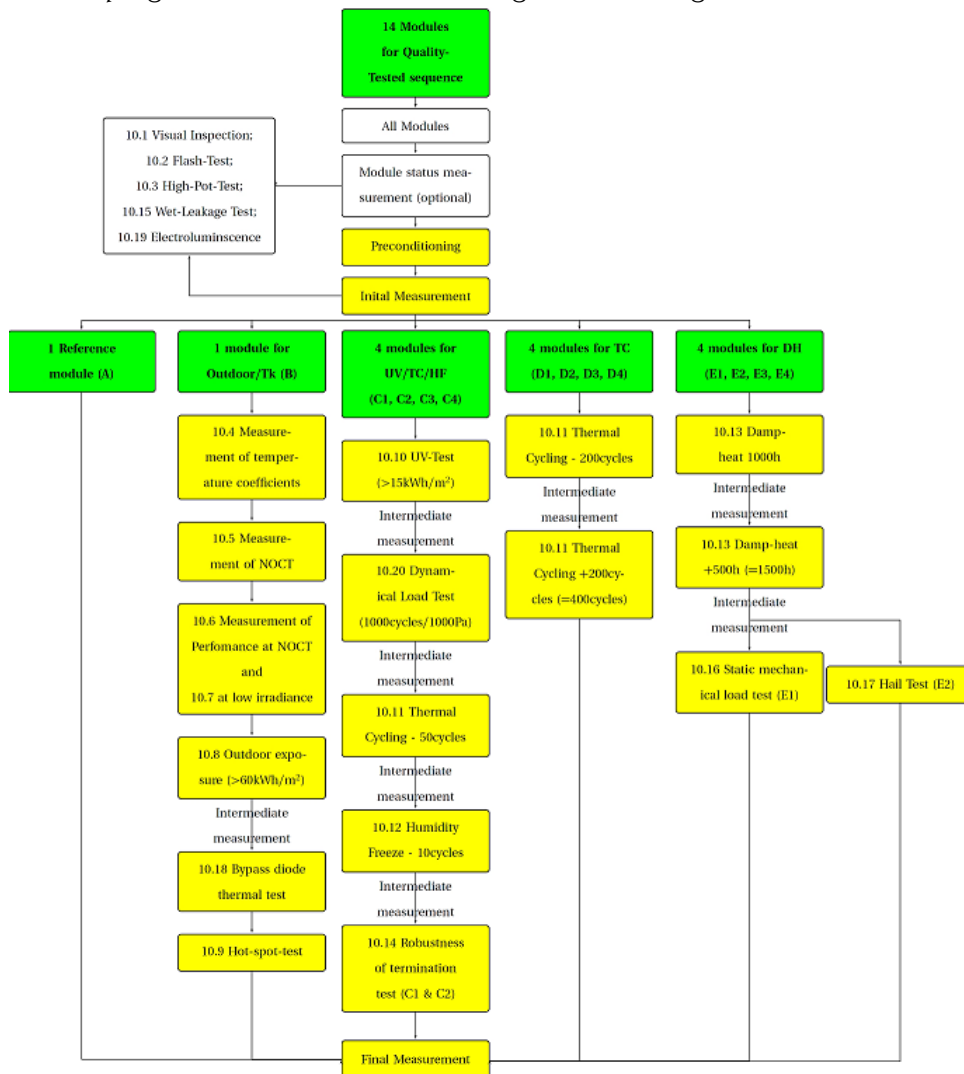 14 Modules
for Quality-
Tested sequence
All Modules
10.1 Visual Inspection;
10.2 Flash-Test;
10.3 High-Pot-Test;
10.15 Wet-Leakage Test;
10.19 Electroluminscence
Module status mea-
surement (optional)
Preconditioning
Inital Measurement
1 Reference
module (A)
1 module for
Outdoor/Tk (B)
4 modules for
UV/TC/HF
(C1, C2, C3, C4)
4 modules for TC
(D1, D2, D3, D4)
4 modules for DH
(E1, E2, E3, E4)
10.4 Measure-
ment of temper-
ature coefficients
10.5 Measure-
ment of NOCT
10.6 Measurement of
Perfomance at NOCT
and
10.7 at low irradiance
10.8 Outdoor expo-
sure (>60kWh/m²)
Intermediate
measurement
10.18 Bypass diode
thermal test
10.9 Hot-spot-test
10.10 UV-Test
(>15kWh/m²)
Intermediate
measurement
10.20 Dynam-
ical Load Test
(1000cycles/1000Pa)
Intermediate
measurement
10.11 Thermal
Cycling - 50cycles
Intermediate
measurement
10.12 Humidity
Freeze - 10cycles
Intermediate
measurement
10.14 Robustness
of termination
test (C1 & C2)
10.11 Thermal
Cycling - 200cycles
Intermediate
measurement
10.11 Thermal
Cycling +200cy-
cles (=400cycles)
10.13 Damp-
heat 1000h
Intermediate
measurement
10.13 Damp-heat
+500h (=1500h)
Intermediate
measurement
10.16 Static mechan-
ical load test (E1)
10.17 Hail Test (E2)
Final Measurement